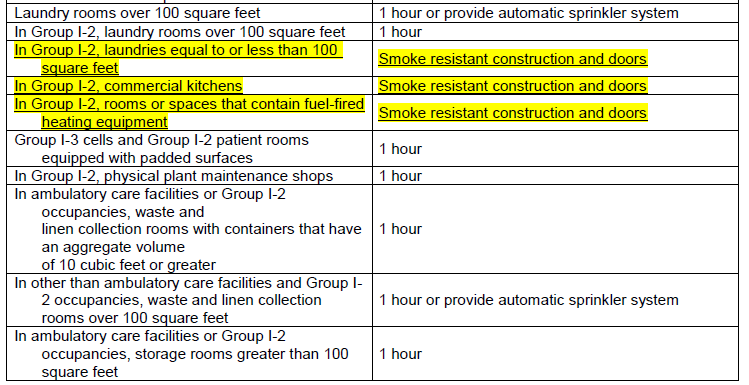 Laundry rooms over 100 square feet
1 hour or provide automatic sprinkler system
In Group I-2, laundry rooms over 100 square feet
1 hour
In Group I-2, laundries equal to or less than 100
square feet
Smoke resistant construction and doors
In Group I-2, commercial kitchens
Smoke resistant construction and doors
In Group I-2, rooms or spaces that contain fuel-fired
heating equipment
Smoke resistant construction and doors
Group I-3 cells and Group I-2 patient rooms
equipped with padded surfaces
1 hour
In Group I-2, physical plant maintenance shops
1 hour
In ambulatory care facilities or Group I-2
occupancies, waste and
linen collection rooms with containers that have
an aggregate volume
of 10 cubic feet or greater
1 hour
In other than ambulatory care facilities and Group I-
2 occupancies, waste and linen collection
rooms over 100 square feet
1 hour or provide automatic sprinkler system
In ambulatory care facilities or Group I-2
occupancies, storage rooms greater than 100
square feet
1 hour